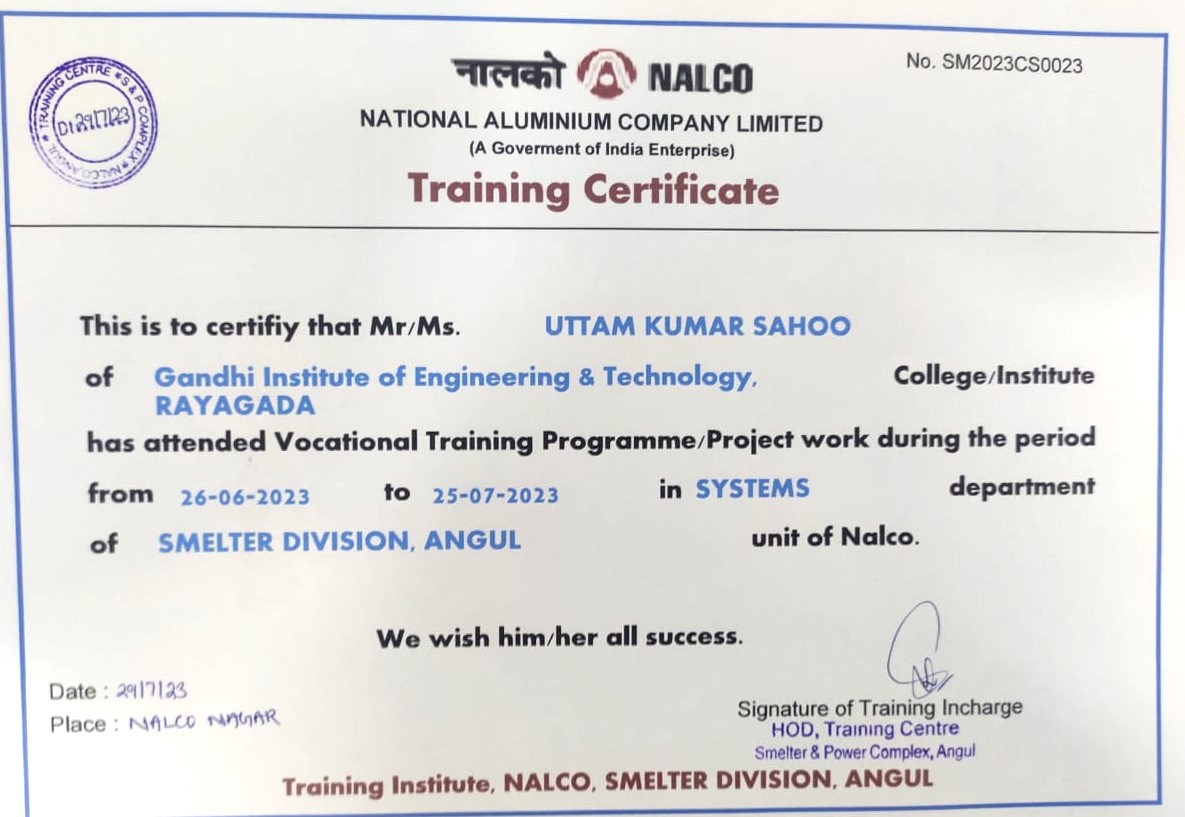 TRAINING CENTRE * S & P COMPLEX * NALCO, ANGUL *
Dt 29/7/23
नालको NALCO
No. SM2023CS0023
NATIONAL ALUMINIUM COMPANY LIMITED
(A Goverment of India Enterprise)
Training Certificate
This is to certifiy that Mr/Ms. UTTAM KUMAR SAHOO
of Gandhi Institute of Engineering & Technology, College/Institute
RAYAGADA
has attended Vocational Training Programme/Project work during the period
from 26-06-2023 to 25-07-2023 in SYSTEMS department
of SMELTER DIVISION, ANGUL unit of Nalco.
We wish him/her all success.
Date : 29/7/23
Place : NALCO NAGAR
Signature of Training Incharge
HOD, Training Centre
Smelter & Power Complex, Angul
Training Institute, NALCO, SMELTER DIVISION, ANGUL